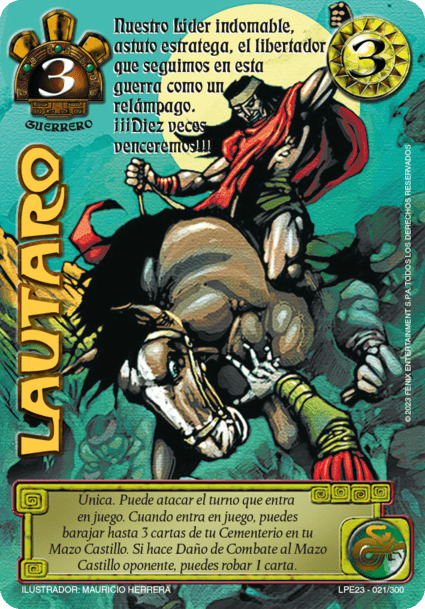 Nuestro Líder indomable,
astuto estratega, el libertador
que seguimos en esta
guerra como un
relámpago.
¡¡¡Diez veces
venceremos!!!
3
GUERRERO
3
LAUTARO
© 2023 FÉNIX ENTERTAINMENT S.P.A. TODOS LOS DERECHOS RESERVADOS
Única. Puede atacar el turno que entra
en juego. Cuando entra en juego, puedes
barajar hasta 3 cartas de tu Cementerio en tu
Mazo Castillo. Si hace Daño de Combate al Mazo
Castillo oponente, puedes robar 1 carta.
ILUSTRADOR: MAURICIO HERRERA
LPE23 - 021/300